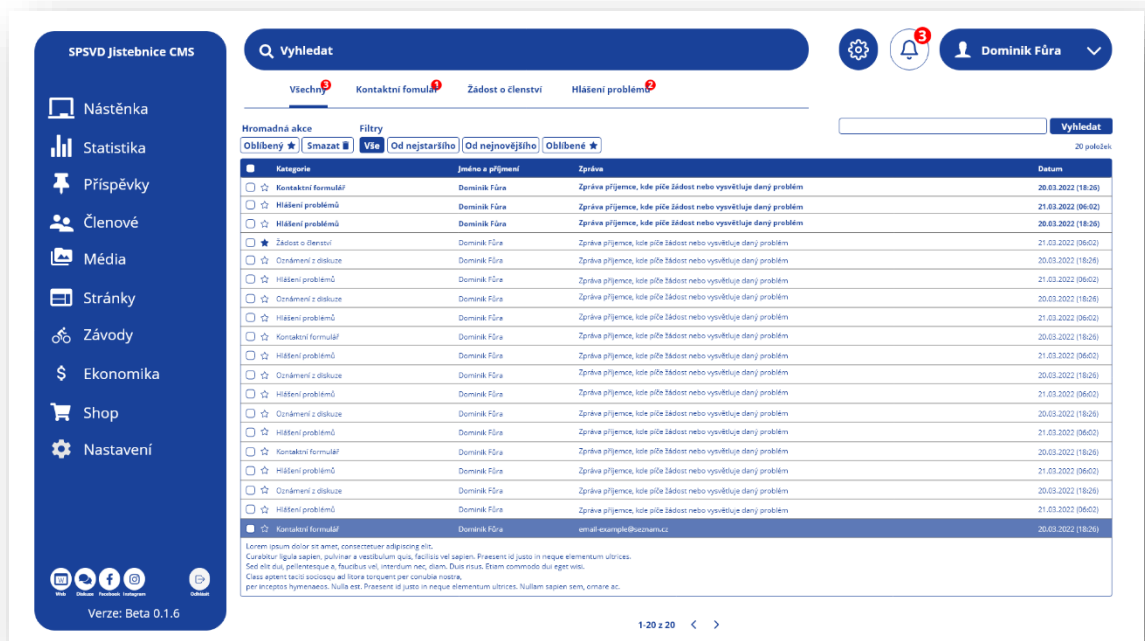 SPSVD Jistebnice CMS
Nástěnka
Statistika
Příspěvky
Členové
Média
Stránky
Závody
Ekonomika
Shop
Nastavení
Web Diskuze Facebook Instagram Odhlásit
Verze: Beta 0.1.6
Vyhledat
3
Dominik Fůra
Všechny 3 Kontaktní fomulář 1 Žádost o členství Hlášení problémů 2
Hromadná akce Filtry
Vyhledat
Oblíbený Smazat Vše Od nejstaršího Od nejnovějšího Oblíbené
20 položek
Kategorie Jméno a příjmení Zpráva Datum
Kontaktní formulář Dominik Fůra Zpráva příjemce, kde píče žádost nebo vysvětluje daný problém 20.03.2022 (18:26)
Hlášení problémů Dominik Fůra Zpráva příjemce, kde píče žádost nebo vysvětluje daný problém 21.03.2022 (06:02)
Hlášení problémů Dominik Fůra Zpráva příjemce, kde píče žádost nebo vysvětluje daný problém 20.03.2022 (18:26)
Žádost o členství Dominik Fůra Zpráva příjemce, kde píče žádost nebo vysvětluje daný problém 21.03.2022 (06:02)
Oznámení z diskuze Dominik Fůra Zpráva příjemce, kde píče žádost nebo vysvětluje daný problém 20.03.2022 (18:26)
Hlášení problémů Dominik Fůra Zpráva příjemce, kde píče žádost nebo vysvětluje daný problém 21.03.2022 (06:02)
Oznámení z diskuze Dominik Fůra Zpráva příjemce, kde píče žádost nebo vysvětluje daný problém 20.03.2022 (18:26)
Hlášení problémů Dominik Fůra Zpráva příjemce, kde píče žádost nebo vysvětluje daný problém 21.03.2022 (06:02)
Kontaktní formulář Dominik Fůra Zpráva příjemce, kde píče žádost nebo vysvětluje daný problém 20.03.2022 (18:26)
Hlášení problémů Dominik Fůra Zpráva příjemce, kde píče žádost nebo vysvětluje daný problém 21.03.2022 (06:02)
Oznámení z diskuze Dominik Fůra Zpráva příjemce, kde píče žádost nebo vysvětluje daný problém 20.03.2022 (18:26)
Hlášení problémů Dominik Fůra Zpráva příjemce, kde píče žádost nebo vysvětluje daný problém 21.03.2022 (06:02)
Oznámení z diskuze Dominik Fůra Zpráva příjemce, kde píče žádost nebo vysvětluje daný problém 20.03.2022 (18:26)
Hlášení problémů Dominik Fůra Zpráva příjemce, kde píče žádost nebo vysvětluje daný problém 21.03.2022 (06:02)
Kontaktní formulář Dominik Fůra Zpráva příjemce, kde píče žádost nebo vysvětluje daný problém 20.03.2022 (18:26)
Hlášení problémů Dominik Fůra Zpráva příjemce, kde píče žádost nebo vysvětluje daný problém 21.03.2022 (06:02)
Oznámení z diskuze Dominik Fůra Zpráva příjemce, kde píče žádost nebo vysvětluje daný problém 20.03.2022 (18:26)
Hlášení problémů Dominik Fůra Zpráva příjemce, kde píče žádost nebo vysvětluje daný problém 21.03.2022 (06:02)
Kontaktní formulář Dominik Fůra email-example@seznam.cz 20.03.2022 (18:26)
Lorem ipsum dolor sit amet, consectetuer adipiscing elit.
Curabitur ligula sapien, pulvinar a vestibulum quis, facilisis vel sapien. Praesent id justo in neque elementum ultrices.
Sed elit dui, pellentesque a, faucibus vel, interdum nec, diam. Duis risus. Etiam commodo dui eget wisi.
Class aptent taciti sociosqu ad litora torquent per conubia nostra,
per inceptos hymenaeos. Nulla est. Praesent id justo in neque elementum ultrices. Nullam sapien sem, ornare ac.
1-20 z 20